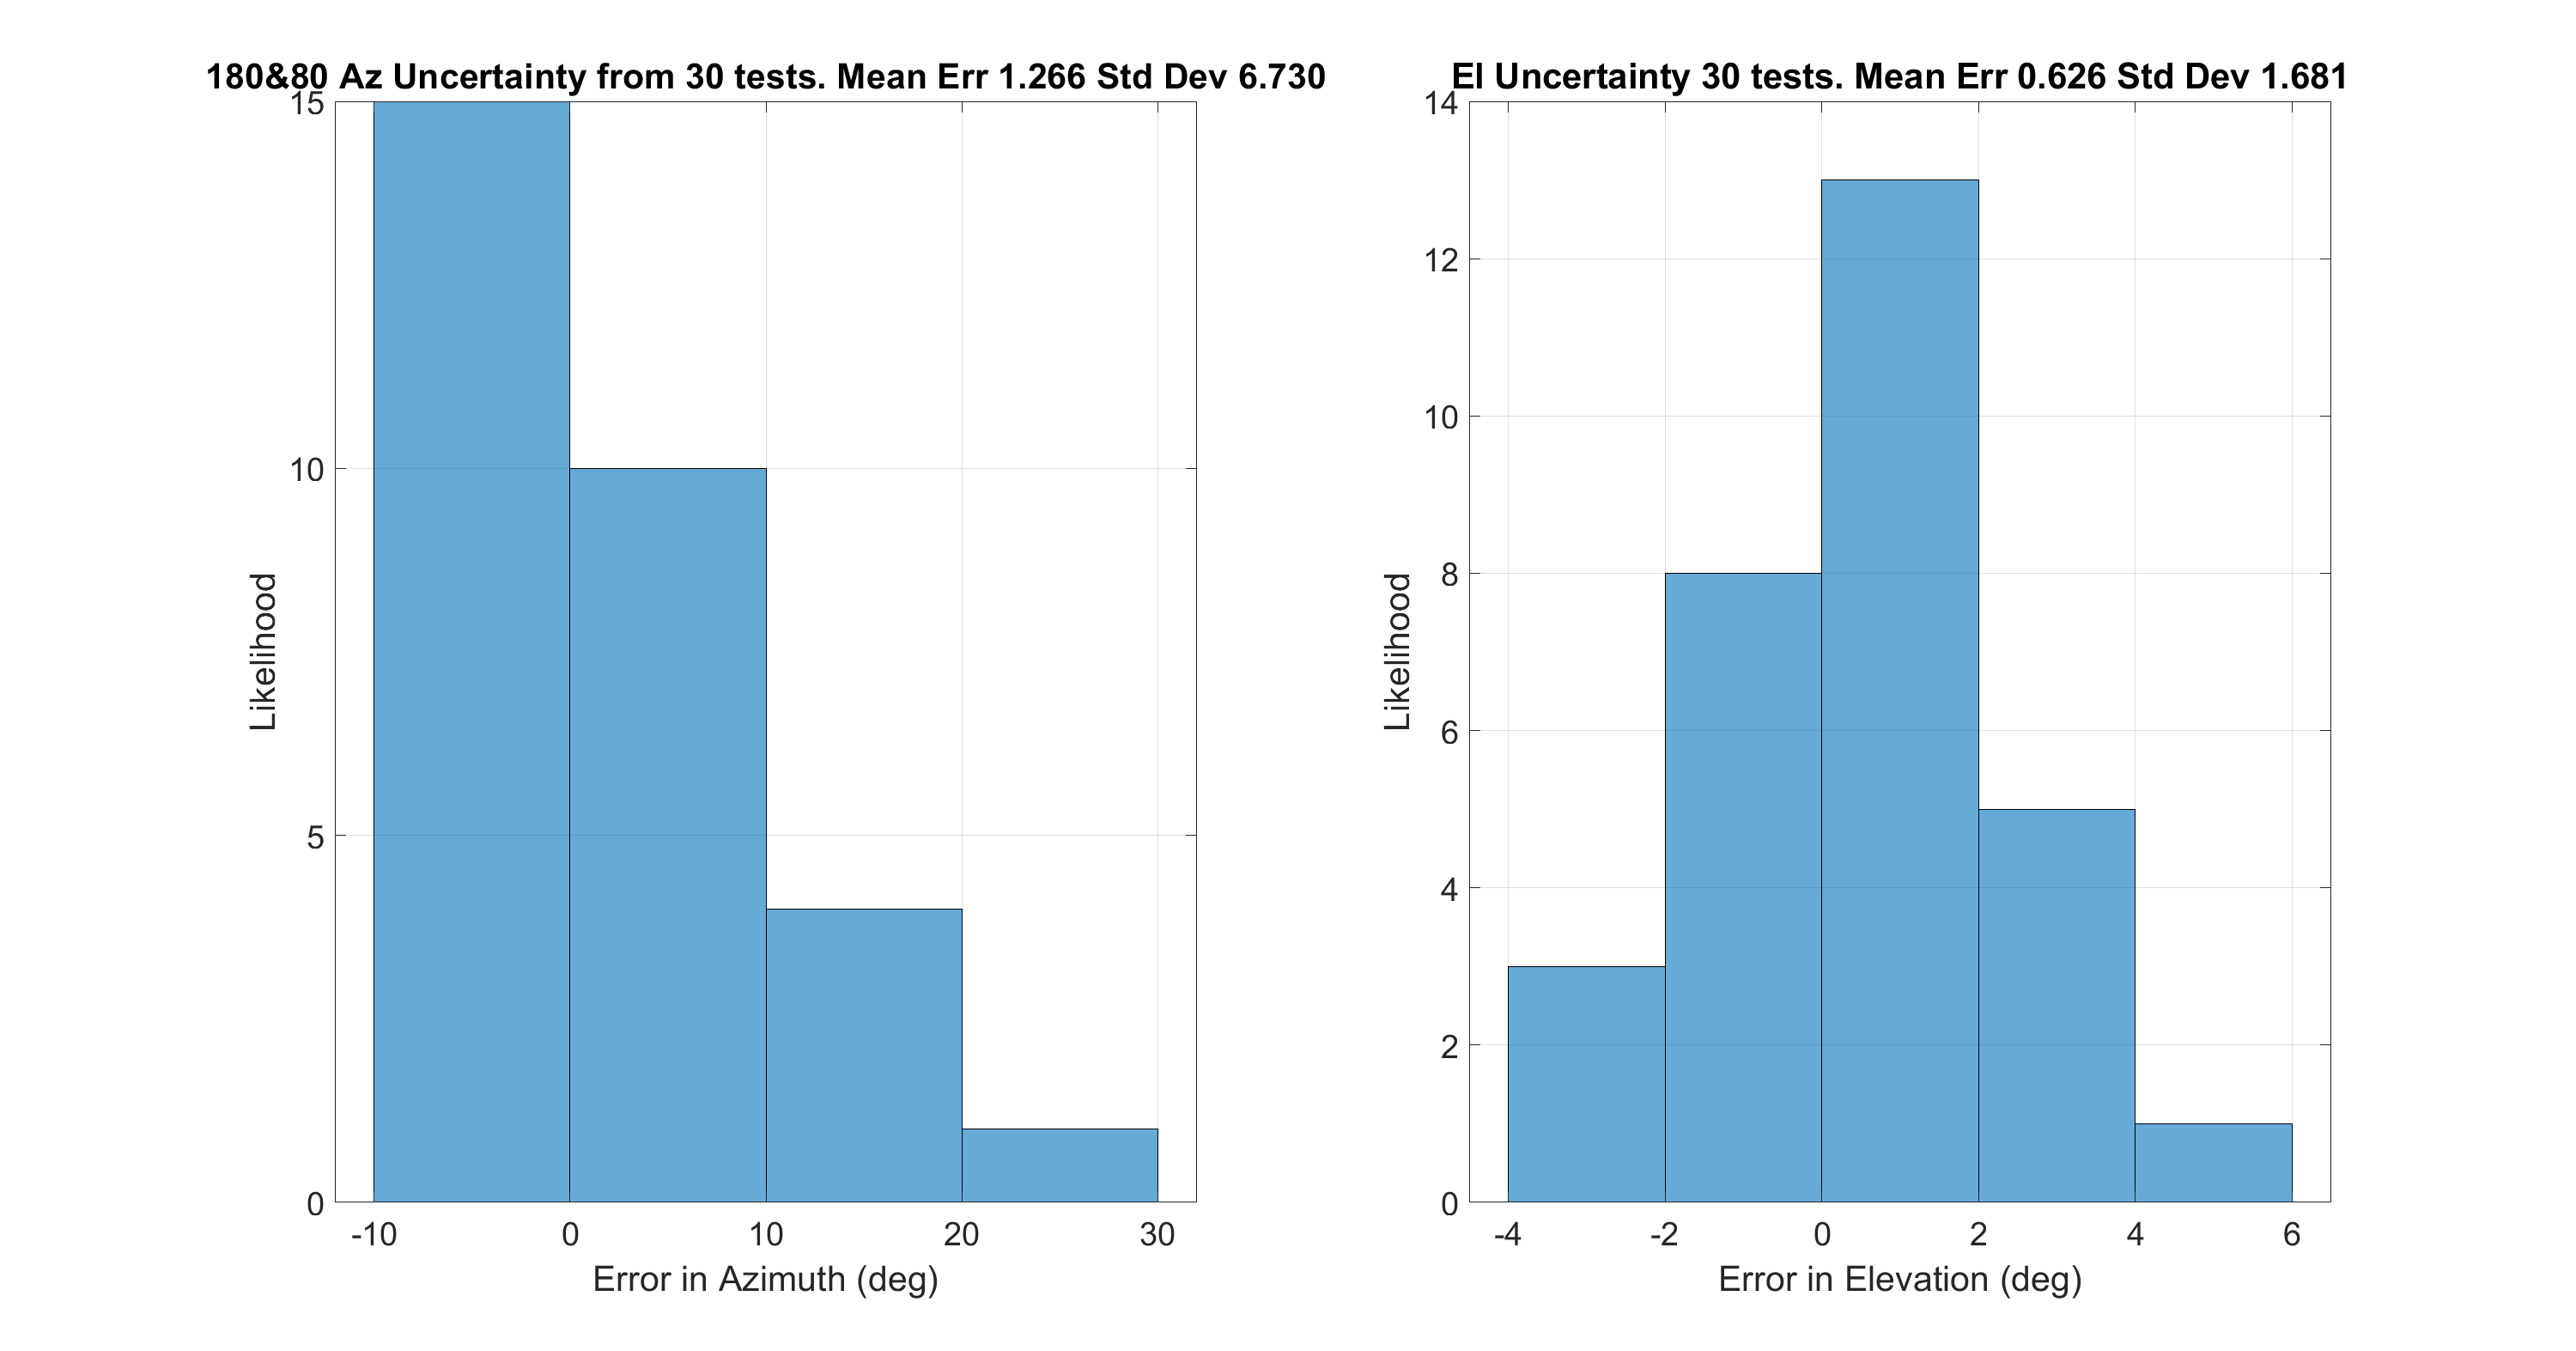 180&80 Az Uncertainty from 30 tests. Mean Err 1.266 Std Dev 6.730
15
10
5
0
Likelihood
-10 0 10 20 30
Error in Azimuth (deg)
El Uncertainty 30 tests. Mean Err 0.626 Std Dev 1.681
14
12
10
8
6
4
2
0
Likelihood
-4 -2 0 2 4 6
Error in Elevation (deg)